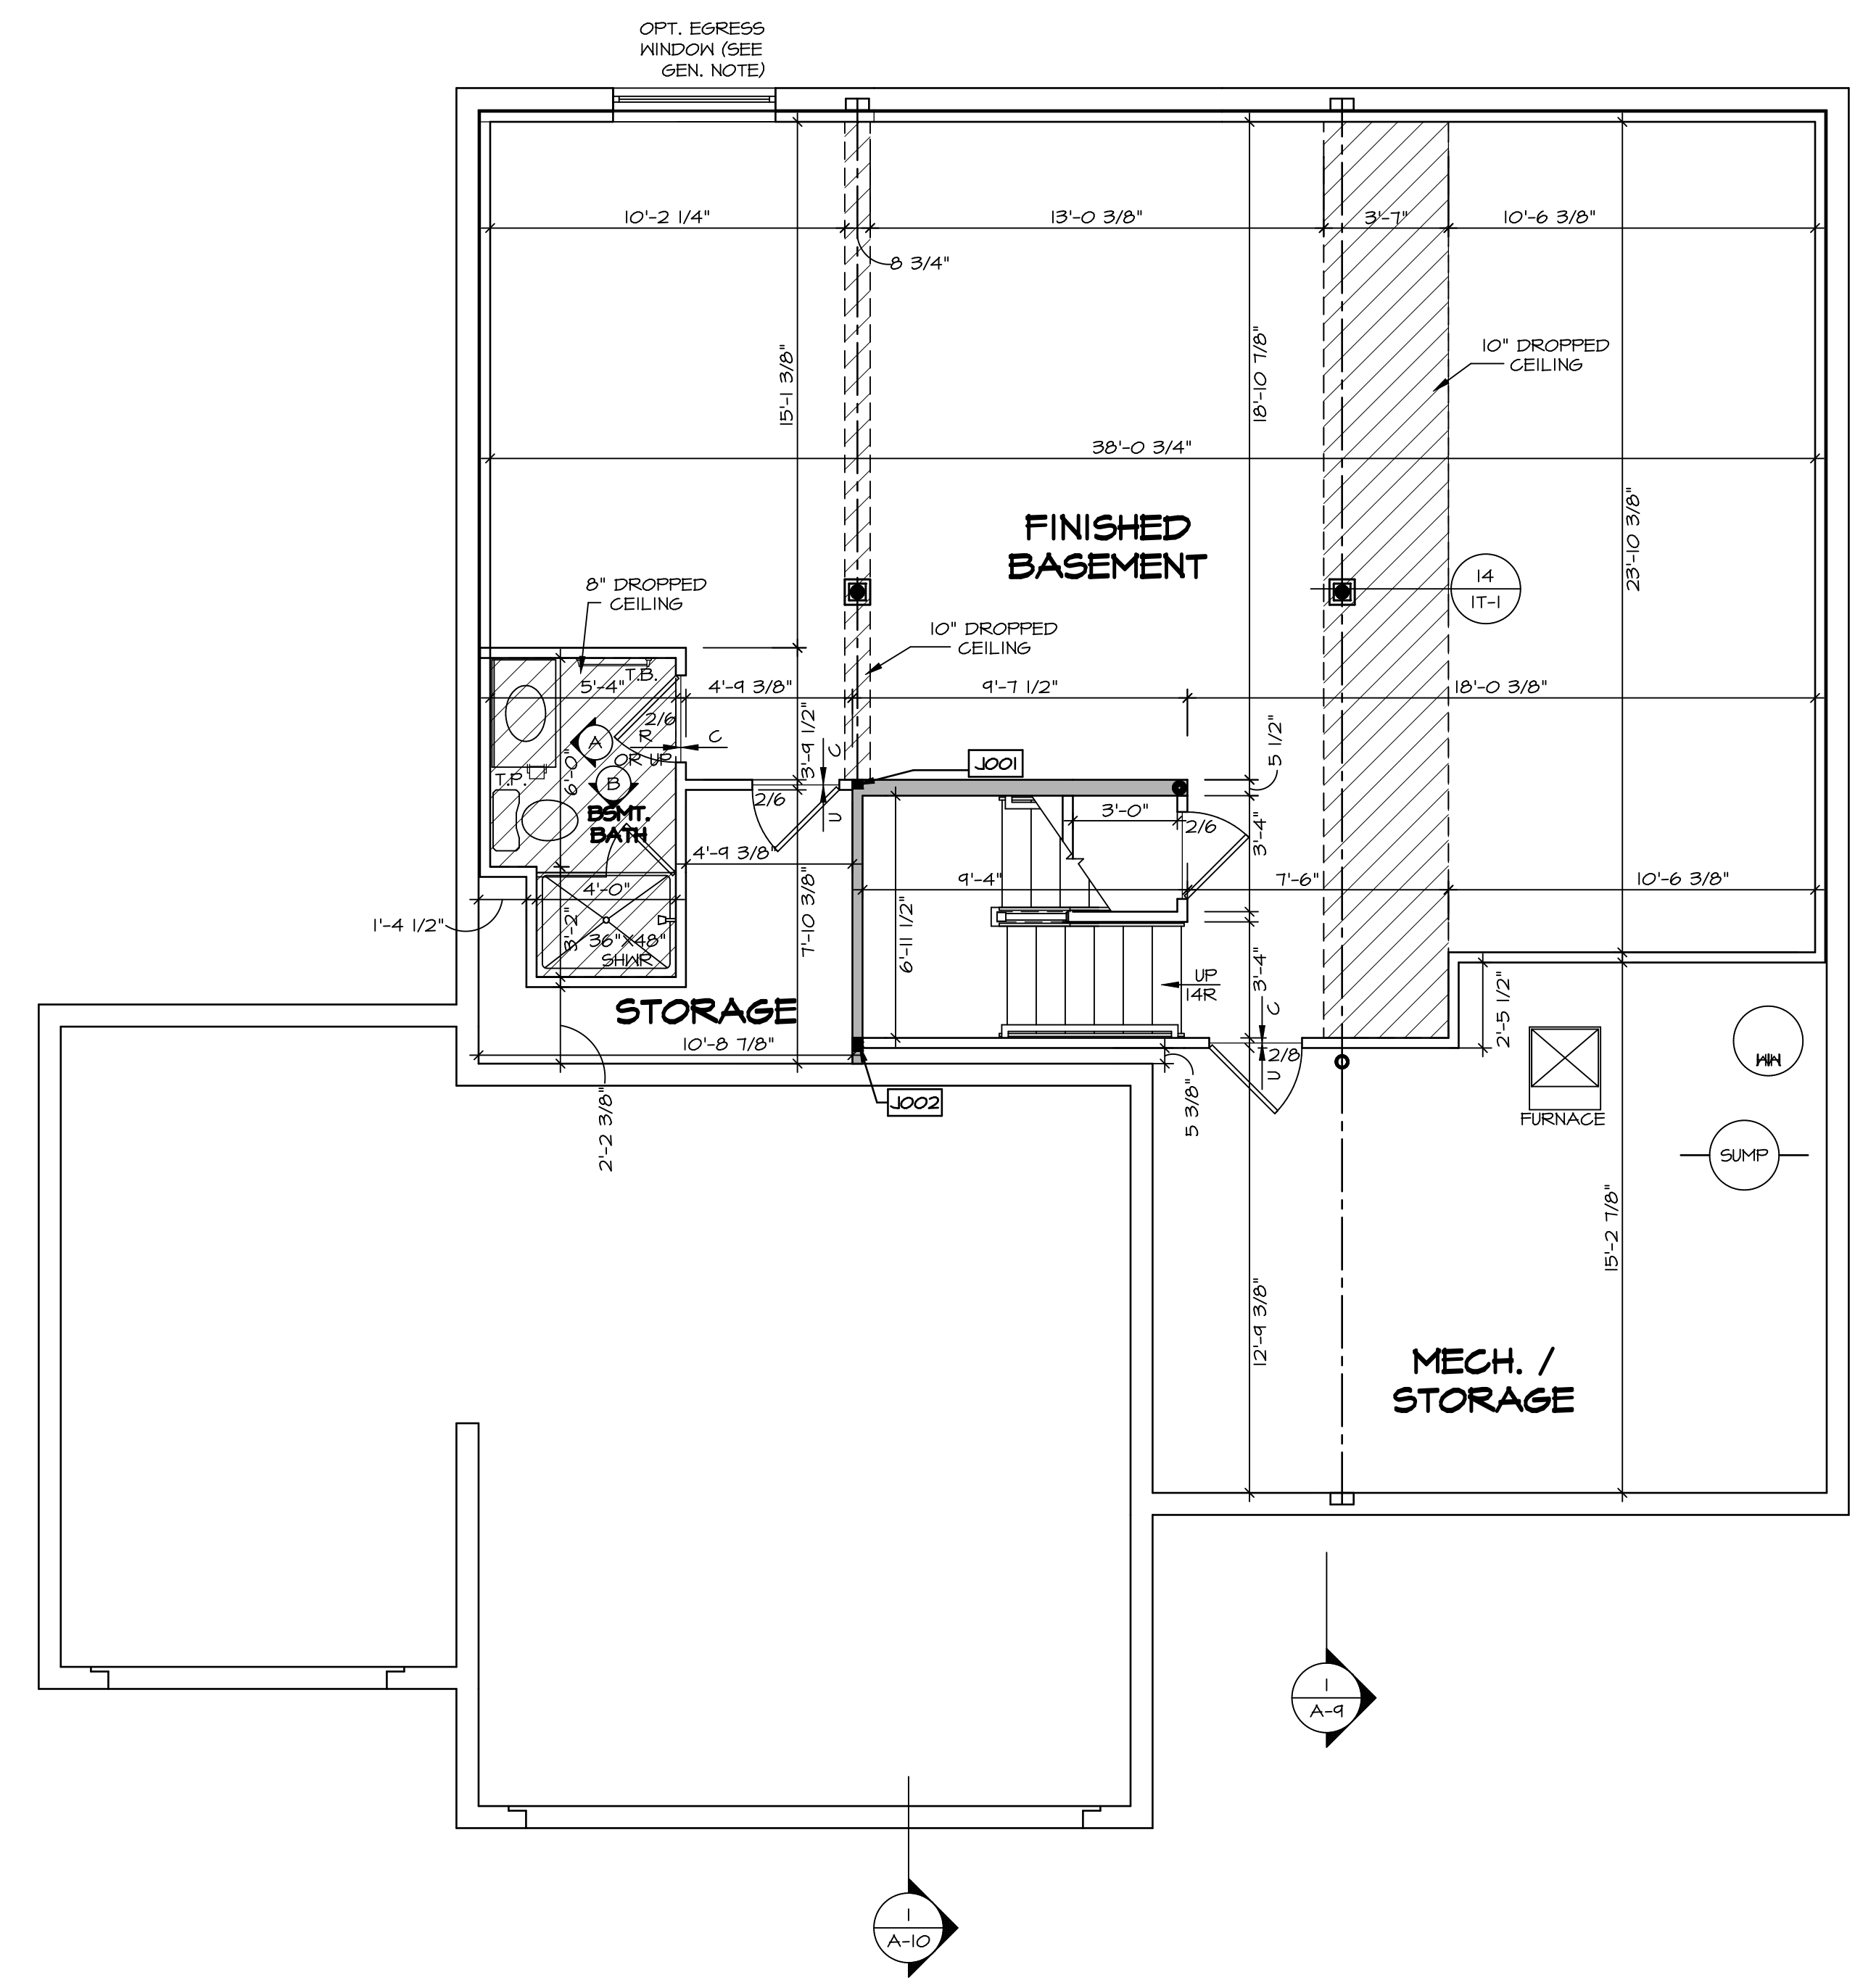 OPT. EGRESS
WINDOW (SEE
GEN. NOTE)
10'-2 1/4"
13'-0 3/8"
3'-7"
10'-6 3/8"
8 3/4"
15'-1 3/8"
18'-10 7/8"
10" DROPPED
CEILING
38'-0 3/4"
FINISHED
BASEMENT
23'-10 3/8"
14
1T-1
8" DROPPED
CEILING
10" DROPPED
CEILING
T.B.
5'-4"
4'-9 3/8"
9'-7 1/2"
18'-0 3/8"
2/6
R
C
OR UP
A
6'-0"
3'-9 1/2"
C
J001
5 1/2"
T.P.
B
BSMT.
BATH
2/6
U
3'-0"
2/6
3'-4"
4'-9 3/8"
4'-0"
9'-4"
7'-6"
10'-6 3/8"
1'-4 1/2"
3'-2"
36"X48"
SHWR
7'-10 3/8"
6'-11 1/2"
UP
14R
3'-4"
C
2'-5 1/2"
STORAGE
10'-8 7/8"
2/8
U
WH
J002
5 3/8"
FURNACE
2'-2 3/8"
SUMP
15'-2 7/8"
12'-9 3/8"
MECH. /
STORAGE
1
A-9
1
A-10